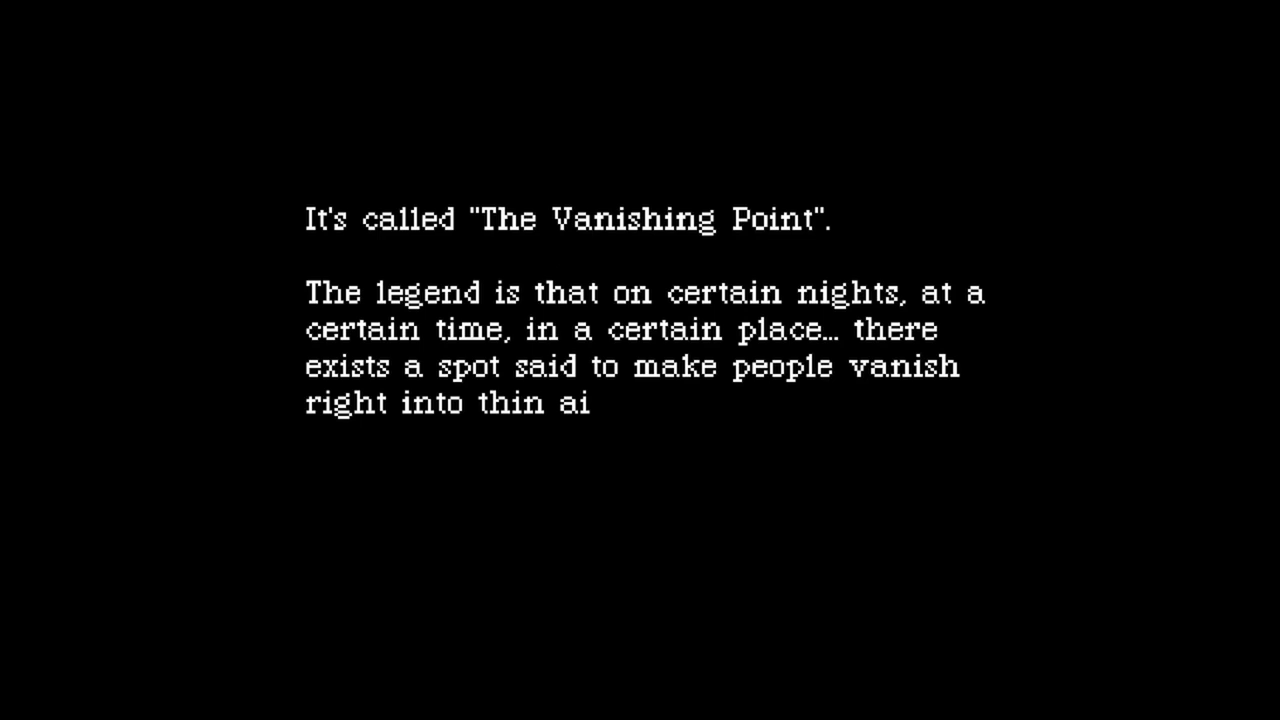 It's called "The Vanishing Point".
The legend is that on certain nights, at a
certain time, in a certain place… there
exists a spot said to make people vanish
right into thin ai